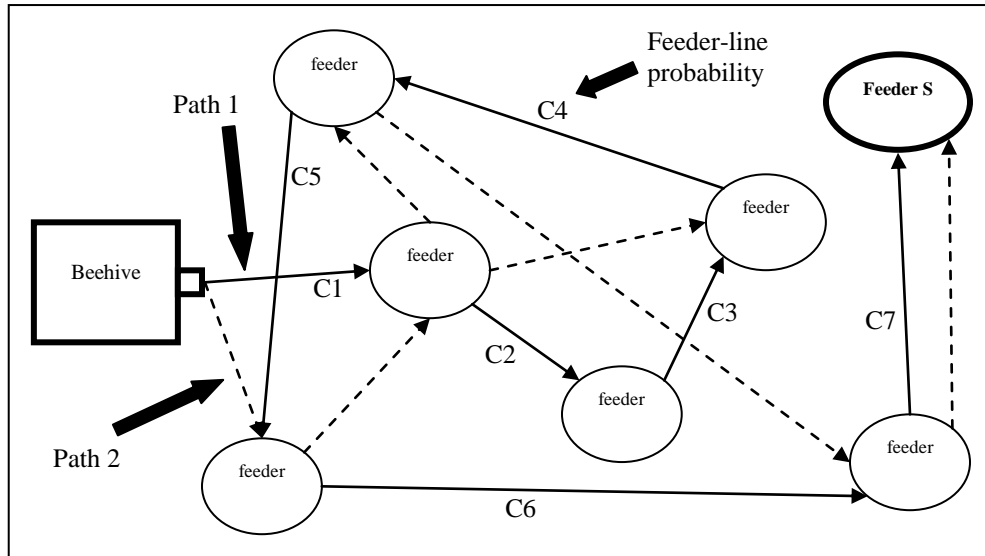 feeder
Feeder-line
probability
Feeder S
Path 1
C4
C5
feeder
feeder
Beehive
C1
C3
C2
C7
feeder
Path 2
feeder
feeder
C6